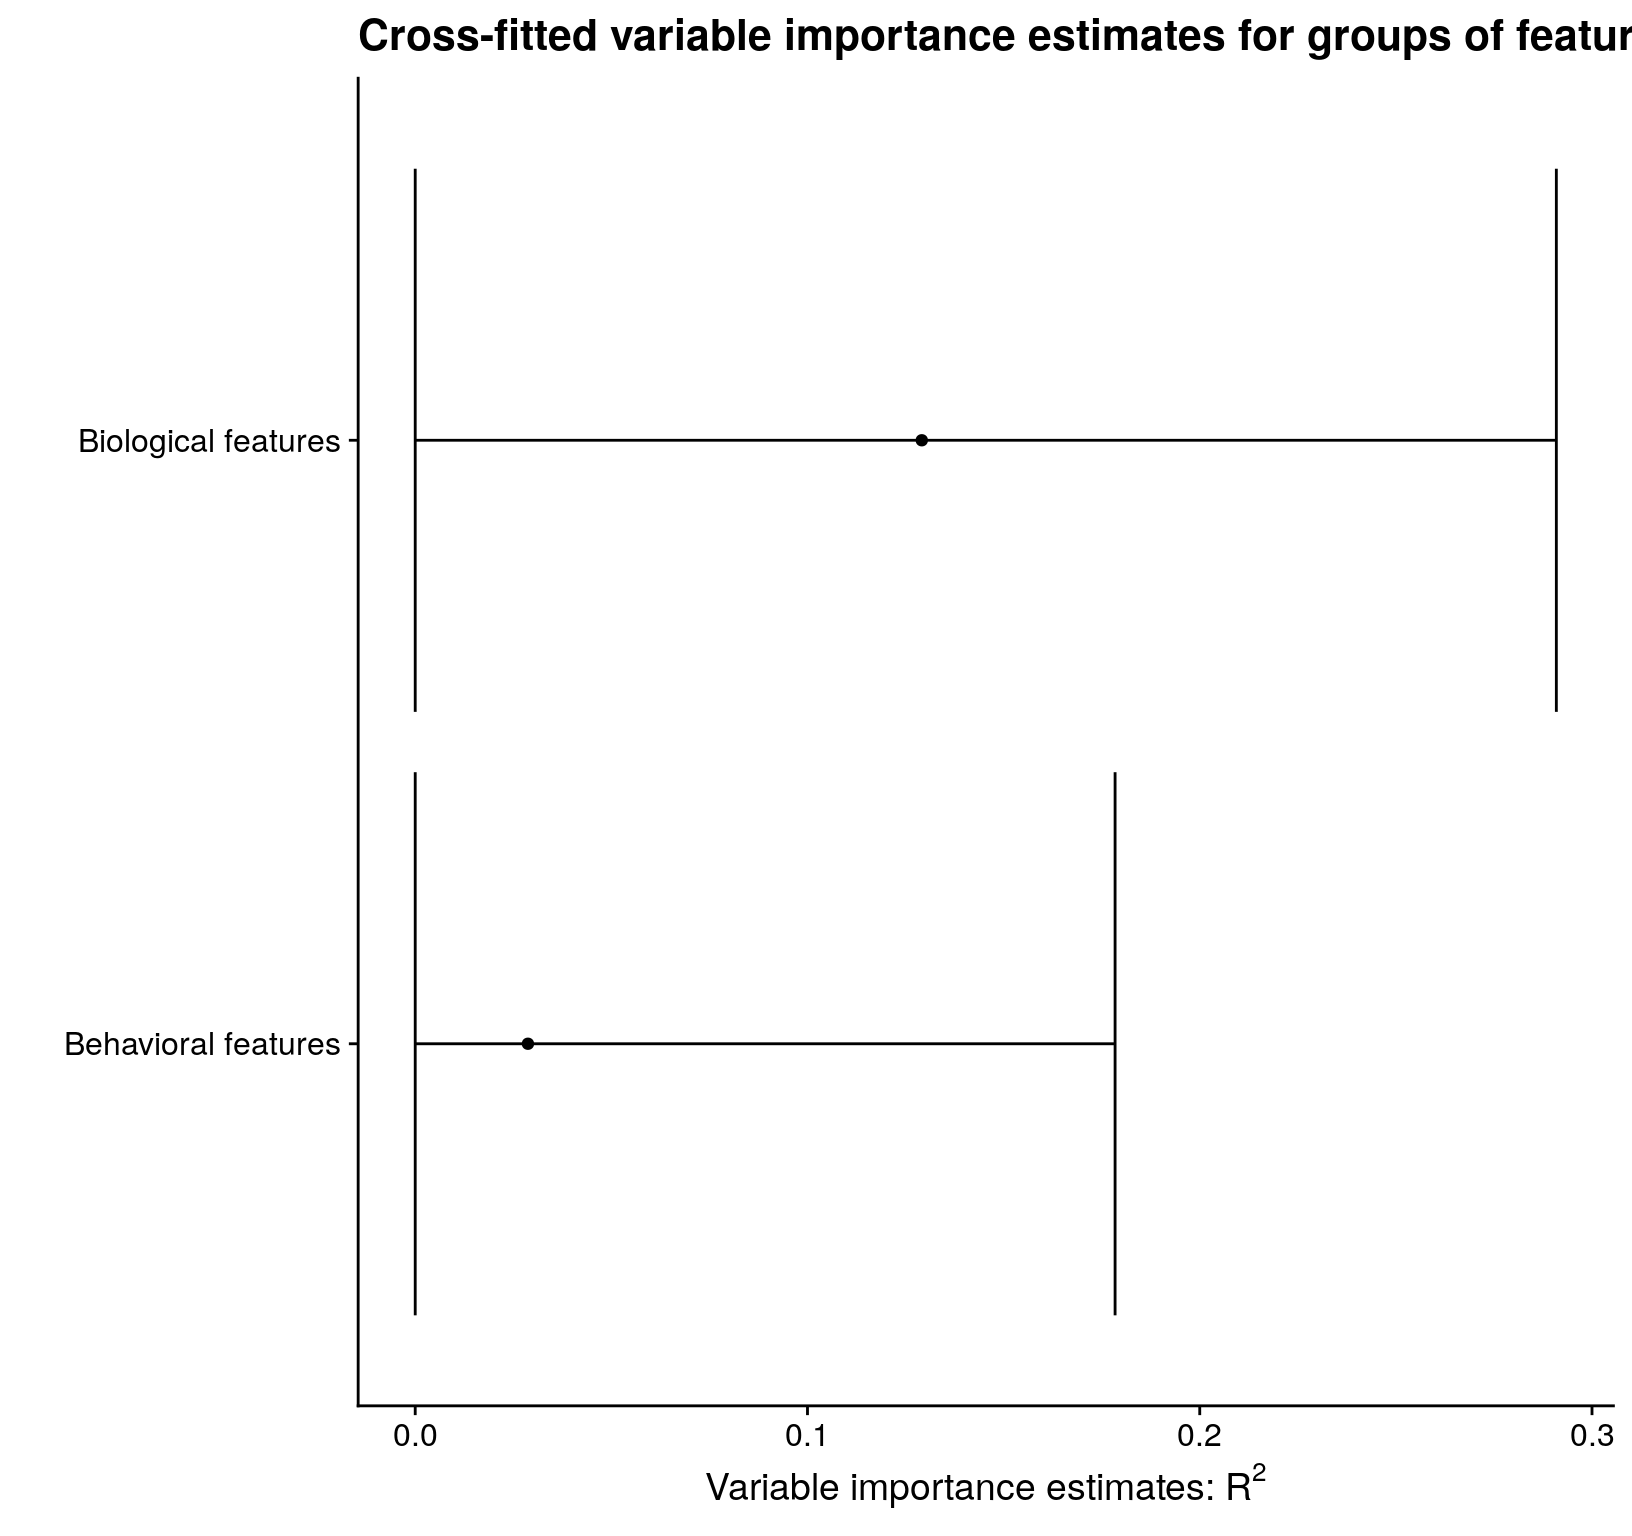 Cross-fitted variable importance estimates for groups of featur
Biological features
Behavioral features
0.0 0.1 0.2 0.3
Variable importance estimates: R²